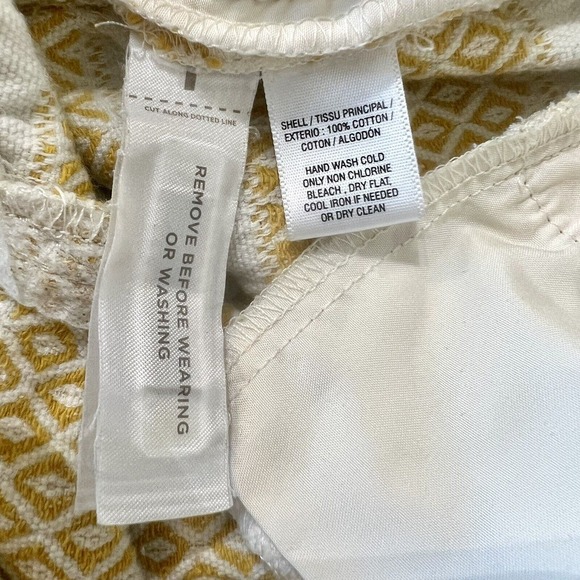 CUT ALONG DOTTED LINE
REMOVE BEFORE WEARING
OR WASHING
SHELL / TISSU PRINCIPAL /
EXTERIO : 100% COTTON /
COTON / ALGODÓN
HAND WASH COLD
ONLY NON CHLORINE
BLEACH . DRY FLAT,
COOL IRON IF NEEDED
OR DRY CLEAN